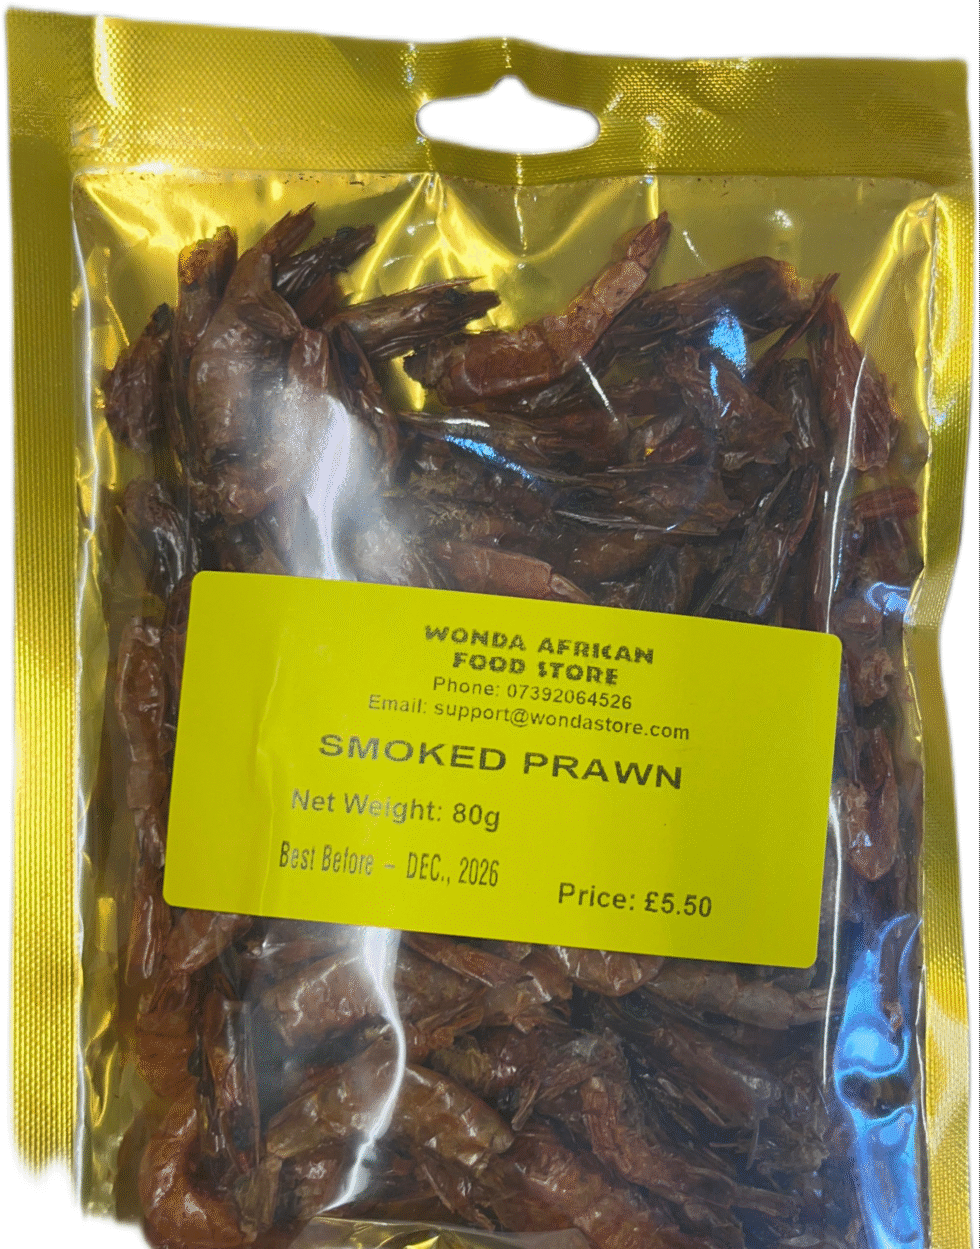 WONDA AFRICAN
FOOD STORE
Phone: 07392064526
Email: support@wondastore.com
SMOKED PRAWN
Net Weight: 80g
Best Before - DEC., 2026
Price: £5.50